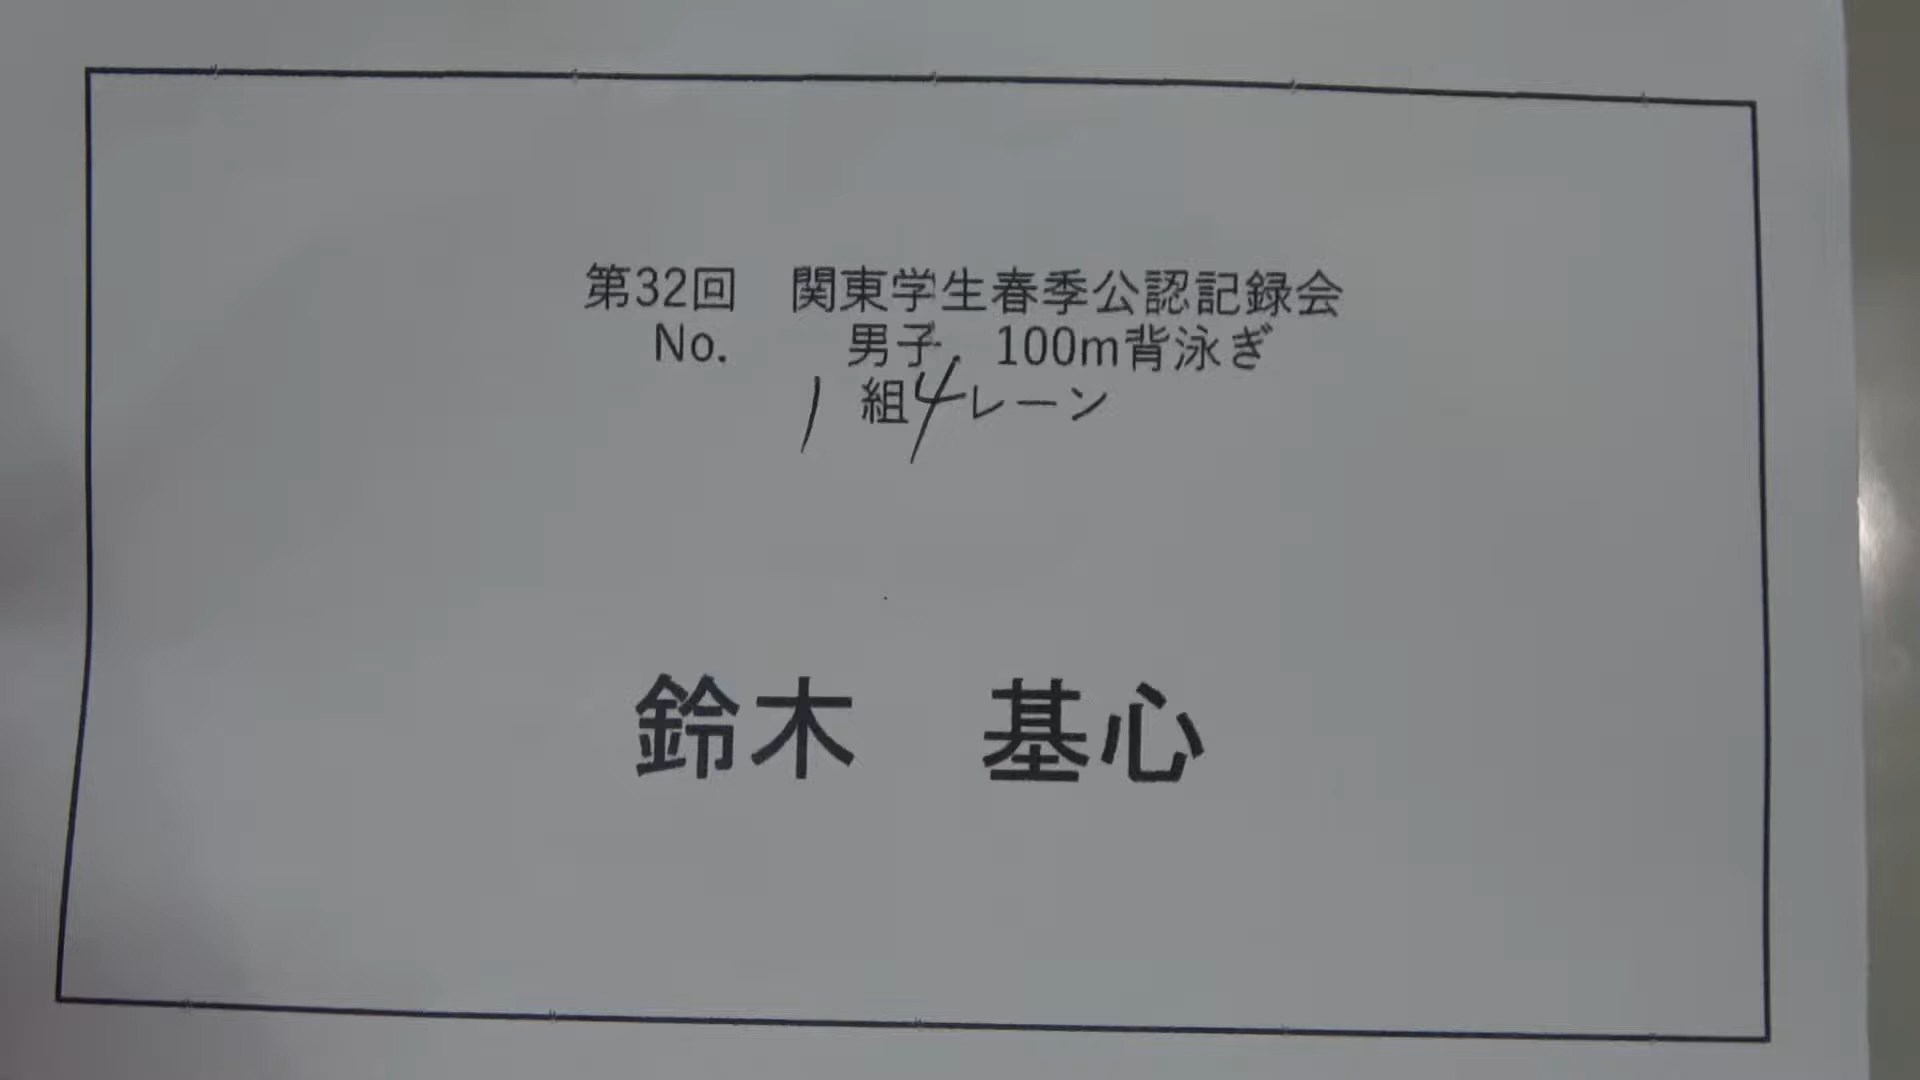 第32回　関東学生春季公認記録会
No.　男子　100m背泳ぎ
1 組 4 レーン
鈴木　基心